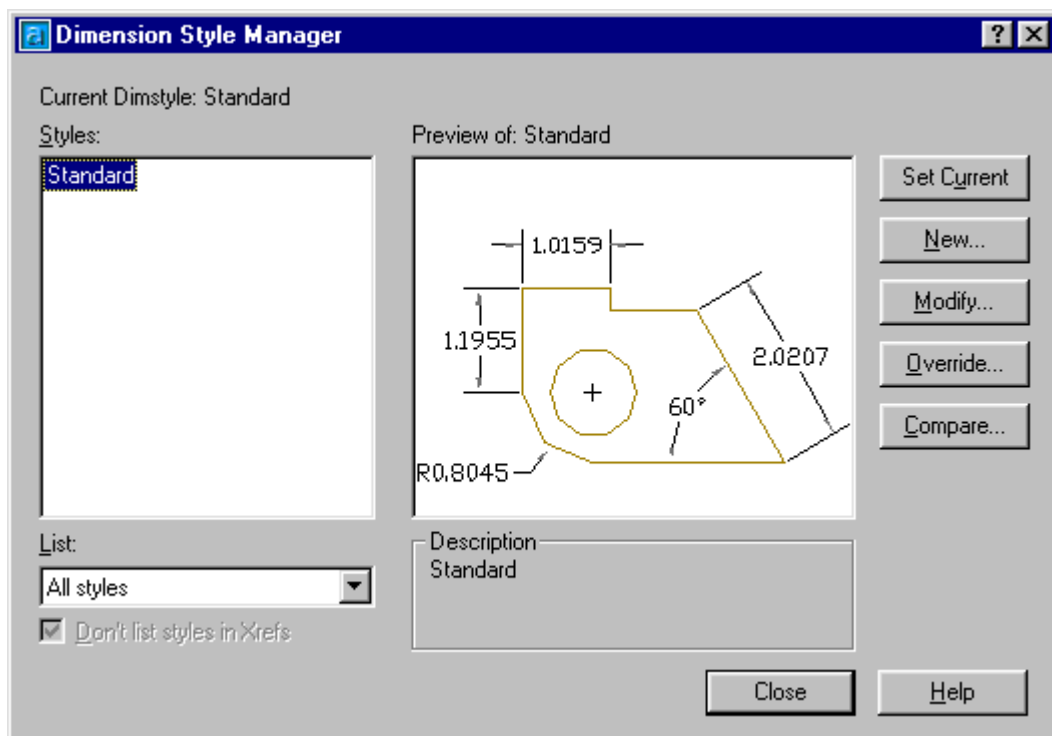 Dimension Style Manager
Current Dimstyle: Standard
Styles:
Standard
Preview of: Standard
1.0159
1.1955
2.0207
60°
R0.8045
Set Current
New...
Modify...
Override...
Compare...
List:
All styles
Don't list styles in Xrefs
Description
Standard
Close
Help